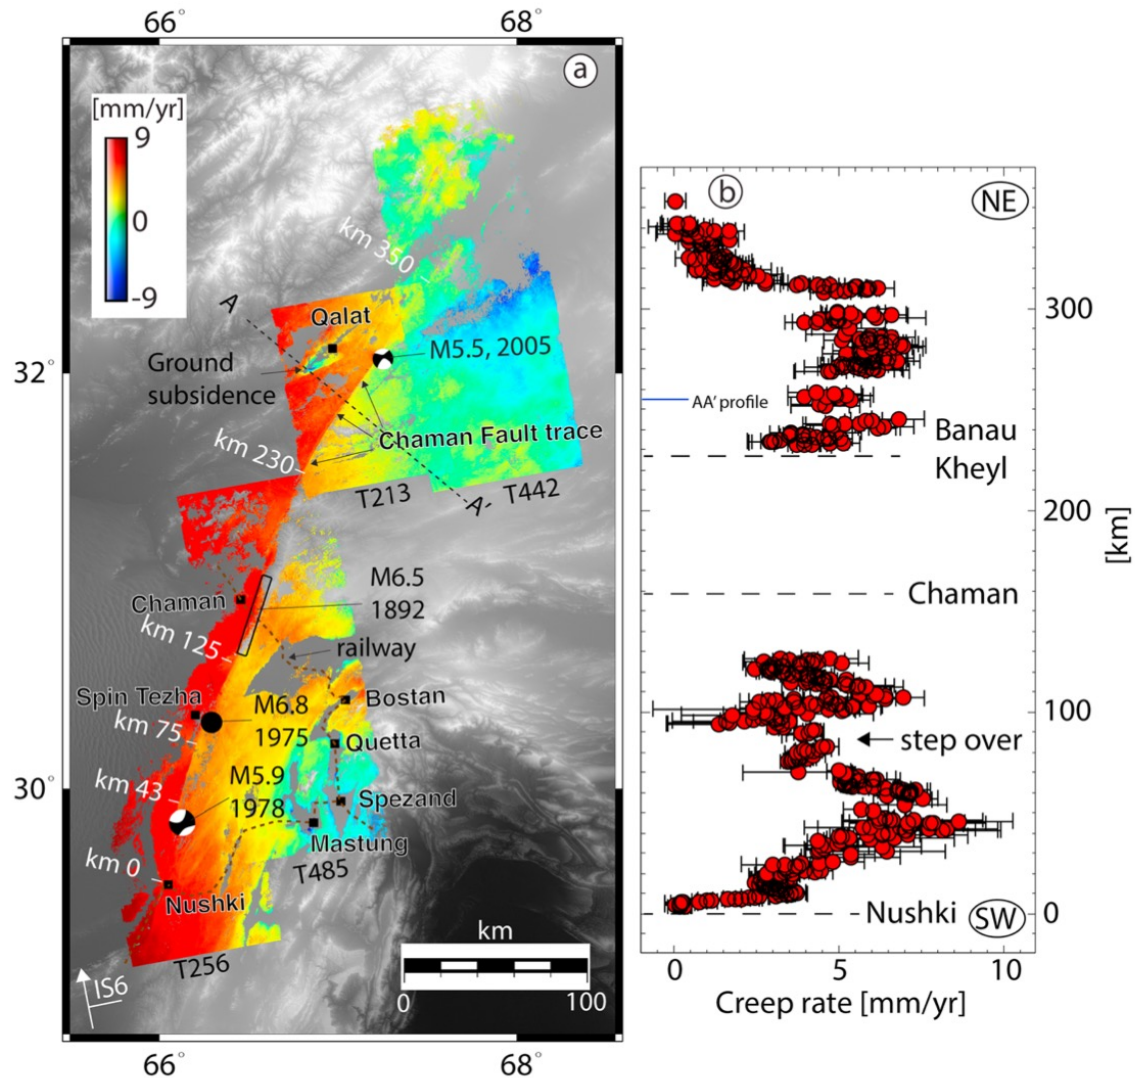 66° 68°
a
[mm/yr]
9
0
-9
km 350
A
Qalat
M5.5, 2005
32°
Ground
subsidence
Chaman Fault trace
km 230
T213
T442
A'
M6.5
1892
Chaman
km 125
railway
Spin Tezha
Bostan
M6.8
1975
km 75
Quetta
M5.9
1978
30°
km 43
Spezand
Mastung
km 0
T485
Nushki
T256
IS6
km
0 100
66° 68°
b
NE
300
AA' profile
Banau
Kheyl
200
[km]
Chaman
100
step over
Nushki
SW
0
0 5 10
Creep rate [mm/yr]